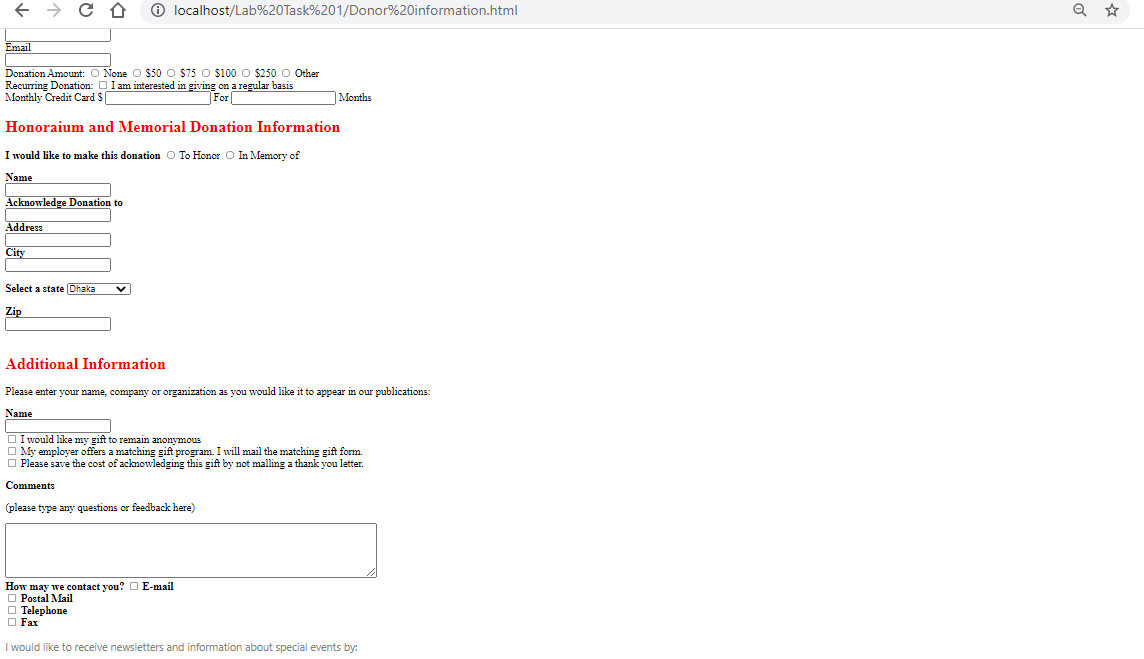 localhost/Lab%20Task%201/Donor%20information.html
Email
Donation Amount: None $50 $75 $100 $250 Other
Recurring Donation: I am interested in giving on a regular basis
Monthly Credit Card $ For Months
Honoraium and Memorial Donation Information
I would like to make this donation To Honor In Memory of
Name
Acknowledge Donation to
Address
City
Select a state Dhaka
Zip
Additional Information
Please enter your name, company or organization as you would like it to appear in our publications:
Name
I would like my gift to remain anonymous
My employer offers a matching gift program. I will mail the matching gift form.
Please save the cost of acknowledging this gift by not malling a thank you letter.
Comments
(please type any questions or feedback here)
How may we contact you? E-mail
Postal Mail
Telephone
Fax
I would like to receive newsletters and information about special events by: